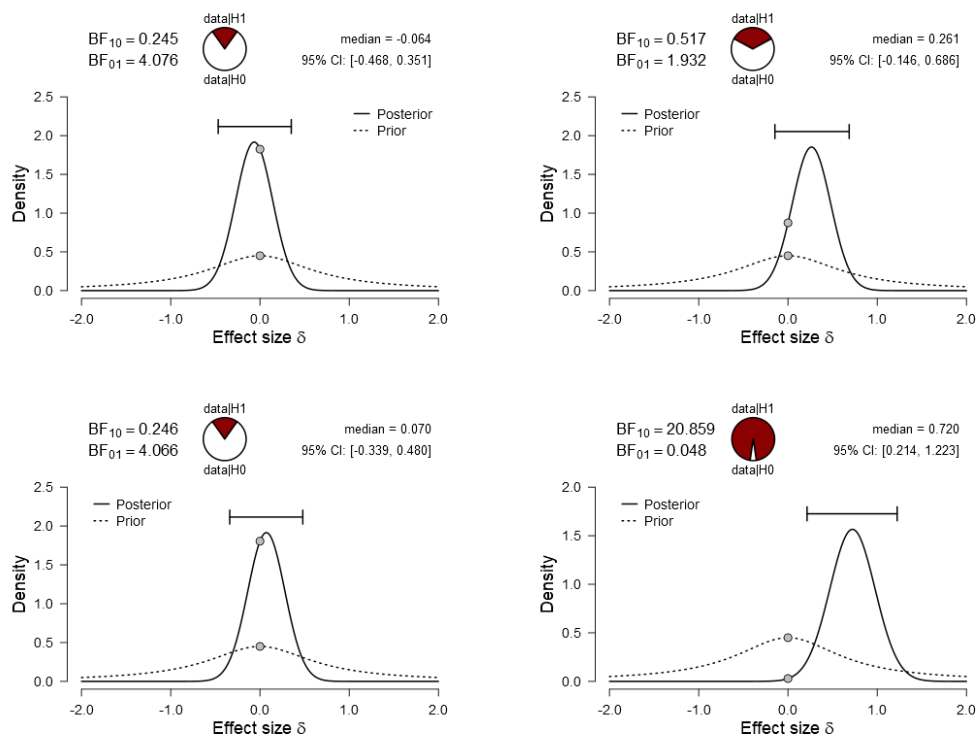 data|H1
BF10 = 0.245
BF01 = 4.076
data|H0
median = -0.064
95% CI: [-0.468, 0.351]
Posterior
Prior
Density
2.5
2.0
1.5
1.0
0.5
0.0
-2.0 -1.0 0.0 1.0 2.0
Effect size δ
data|H1
BF10 = 0.517
BF01 = 1.932
data|H0
median = 0.261
95% CI: [-0.146, 0.686]
Posterior
Prior
Density
2.5
2.0
1.5
1.0
0.5
0.0
-2.0 -1.0 0.0 1.0 2.0
Effect size δ
data|H1
BF10 = 0.246
BF01 = 4.066
data|H0
median = 0.070
95% CI: [-0.339, 0.480]
Posterior
Prior
Density
2.5
2.0
1.5
1.0
0.5
0.0
-2.0 -1.0 0.0 1.0 2.0
Effect size δ
data|H1
BF10 = 20.859
BF01 = 0.048
data|H0
median = 0.720
95% CI: [0.214, 1.223]
Posterior
Prior
Density
2.0
1.5
1.0
0.5
0.0
-2.0 -1.0 0.0 1.0 2.0
Effect size δ